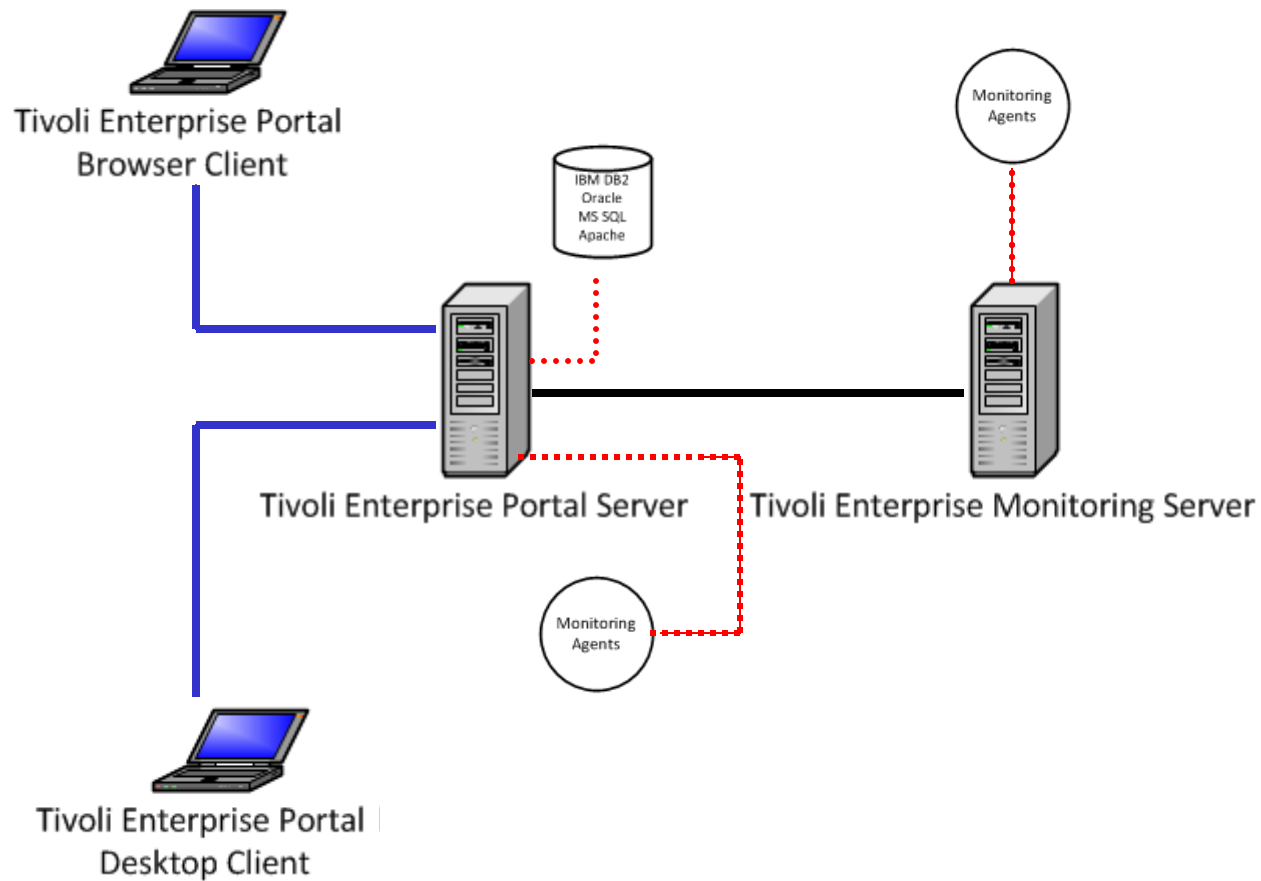 Tivoli Enterprise Portal
Browser Client
Monitoring
Agents
IBM DB2
Oracle
MS SQL
Apache
Tivoli Enterprise Portal Server
Tivoli Enterprise Monitoring Server
Monitoring
Agents
Tivoli Enterprise Portal
Desktop Client